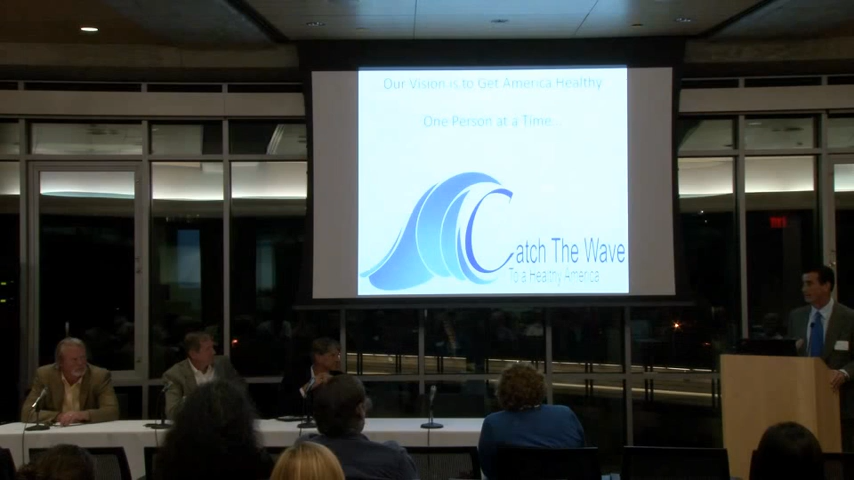 Our Vision is to Get America Healthy
One Person at a Time.
Catch The Wave
To a Healthy America